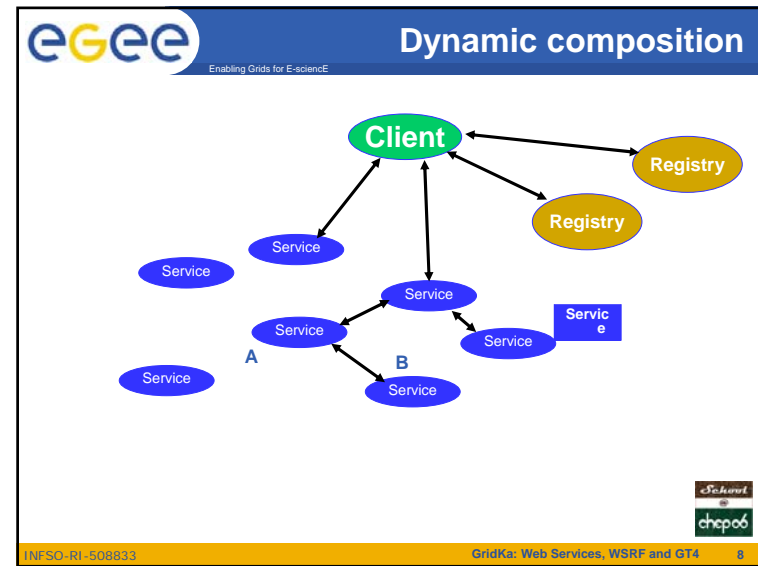 egee
Dynamic composition
Enabling Grids for E-sciencE
Client
Registry
Registry
Service
Service
Service
Service
Service
Servic
e
A
B
Service
Service
School
@
chep06
INFSO-RI-508833
GridKa: Web Services, WSRF and GT4 8